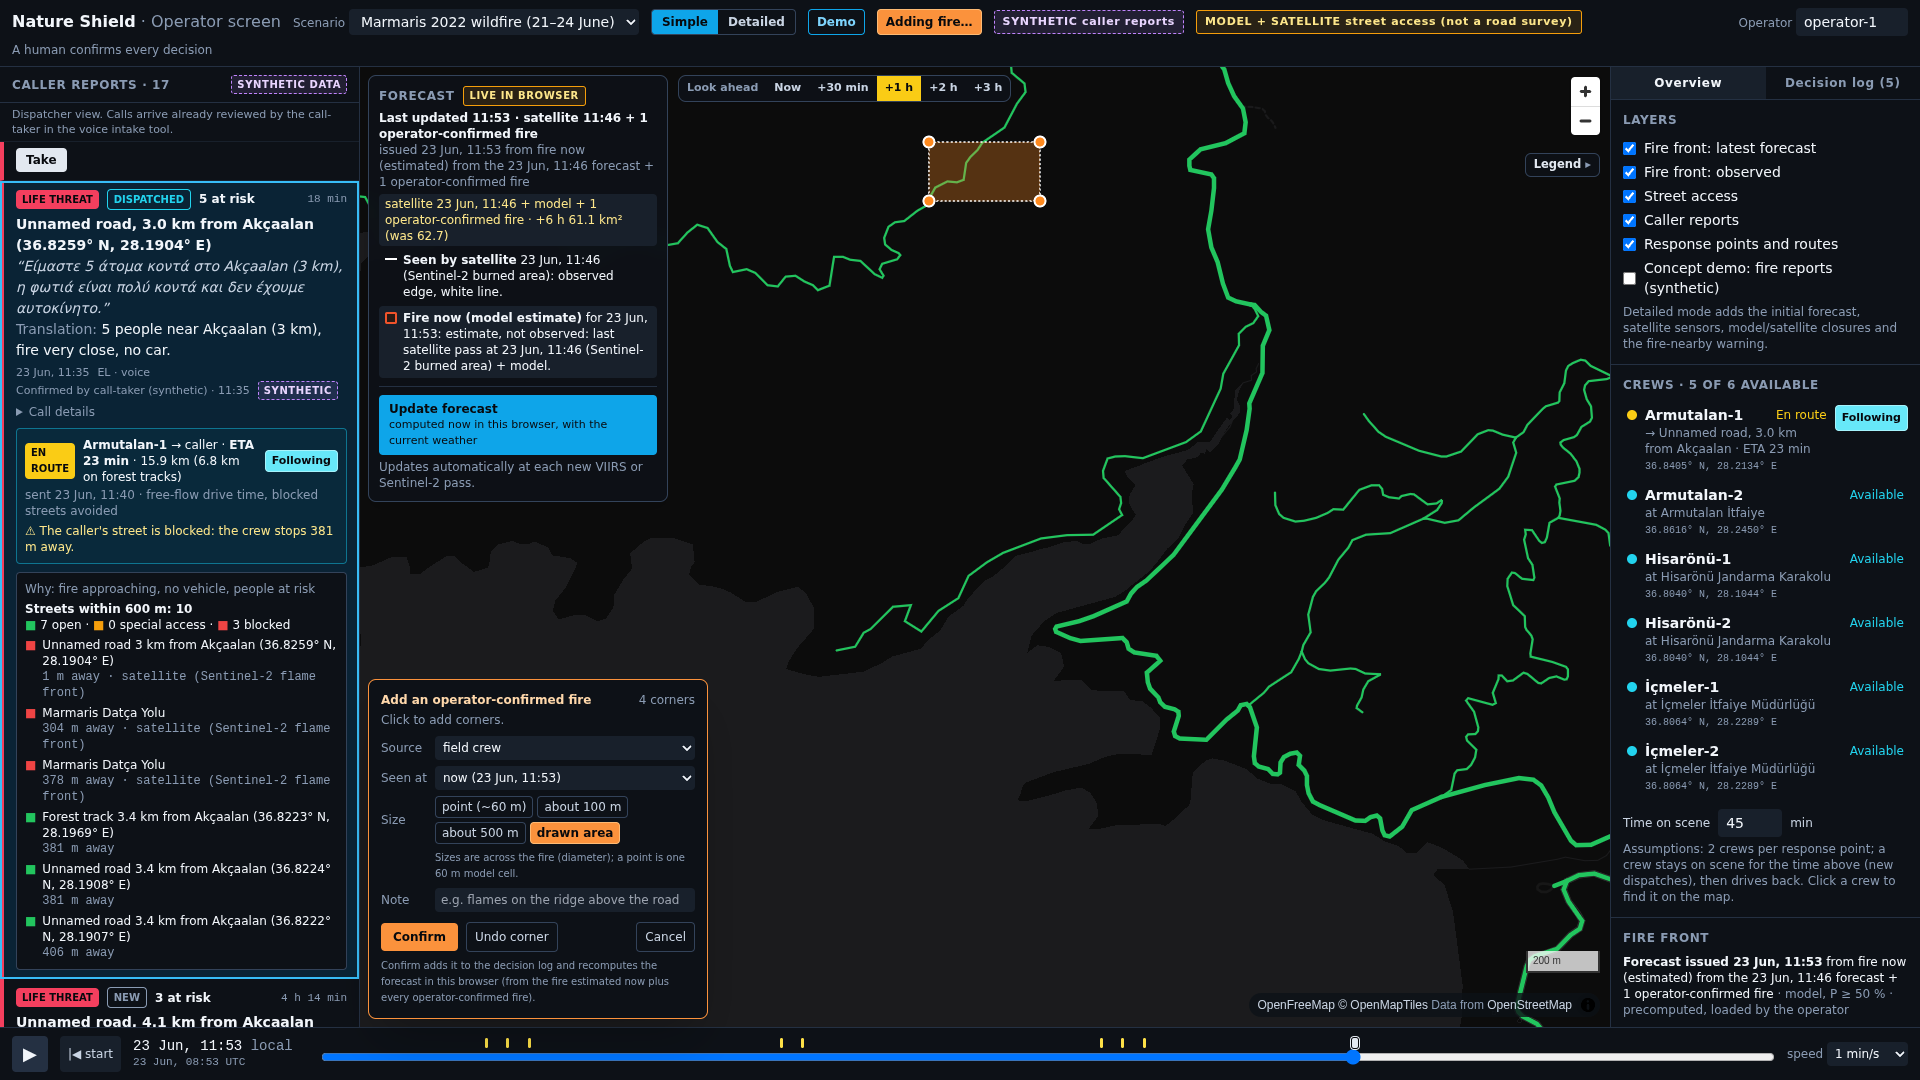 Nature Shield · Operator screen
Scenario Marmaris 2022 wildfire (21–24 June)
Simple Detailed
Demo
Adding fire…
SYNTHETIC caller reports
MODEL + SATELLITE street access (not a road survey)
Operator operator-1
A human confirms every decision
CALLER REPORTS · 17
SYNTHETIC DATA
Dispatcher view. Calls arrive already reviewed by the call-
taker in the voice intake tool.
Take
LIFE THREAT DISPATCHED 5 at risk 18 min
Unnamed road, 3.0 km from Akçaalan
(36.8259° N, 28.1904° E)
“Είμαστε 5 άτομα κοντά στο Akçaalan (3 km),
η φωτιά είναι πολύ κοντά και δεν έχουμε
αυτοκίνητο.”
Translation: 5 people near Akçaalan (3 km),
fire very close, no car.
23 Jun, 11:35 EL · voice
Confirmed by call-taker (synthetic) · 11:35 SYNTHETIC
▶ Call details
EN
ROUTE
Armutalan-1 → caller · ETA
23 min · 15.9 km (6.8 km
on forest tracks)
Following
sent 23 Jun, 11:40 · free-flow drive time, blocked
streets avoided
⚠ The caller's street is blocked: the crew stops 381
m away.
Why: fire approaching, no vehicle, people at risk
Streets within 600 m: 10
7 open · 0 special access · 3 blocked
Unnamed road 3 km from Akçaalan (36.8259° N,
28.1904° E)
1 m away · satellite (Sentinel-2 flame
front)
Marmaris Datça Yolu
304 m away · satellite (Sentinel-2 flame
front)
Marmaris Datça Yolu
378 m away · satellite (Sentinel-2 flame
front)
Forest track 3.4 km from Akçaalan (36.8223° N,
28.1969° E)
381 m away
Unnamed road 3.4 km from Akçaalan (36.8224°
N, 28.1908° E)
381 m away
Unnamed road 3.4 km from Akçaalan (36.8222°
N, 28.1907° E)
406 m away
LIFE THREAT NEW 3 at risk 4 h 14 min
Unnamed road, 4.1 km from Akçaalan
FORECAST LIVE IN BROWSER
Last updated 11:53 · satellite 11:46 + 1
operator-confirmed fire
issued 23 Jun, 11:53 from fire now
(estimated) from the 23 Jun, 11:46 forecast +
1 operator-confirmed fire
satellite 23 Jun, 11:46 + model + 1
operator-confirmed fire · +6 h 61.1 km²
(was 62.7)
Seen by satellite 23 Jun, 11:46
(Sentinel-2 burned area): observed
edge, white line.
Fire now (model estimate) for 23 Jun,
11:53: estimate, not observed: last
satellite pass at 23 Jun, 11:46 (Sentinel-
2 burned area) + model.
Update forecast
computed now in this browser, with the
current weather
Updates automatically at each new VIIRS or
Sentinel-2 pass.
Look ahead Now +30 min +1 h +2 h +3 h
+
−
Legend ▸
Add an operator-confirmed fire 4 corners
Click to add corners.
Source field crew
Seen at now (23 Jun, 11:53)
Size
point (~60 m) about 100 m
about 500 m drawn area
Sizes are across the fire (diameter); a point is one
60 m model cell.
Note e.g. flames on the ridge above the road
Confirm Undo corner Cancel
Confirm adds it to the decision log and recomputes the
forecast in this browser (from the fire estimated now plus
every operator-confirmed fire).
200 m
OpenFreeMap © OpenMapTiles Data from OpenStreetMap
Overview Decision log (5)
LAYERS
Fire front: latest forecast
Fire front: observed
Street access
Caller reports
Response points and routes
Concept demo: fire reports
(synthetic)
Detailed mode adds the initial forecast,
satellite sensors, model/satellite closures and
the fire-nearby warning.
CREWS · 5 OF 6 AVAILABLE
Armutalan-1 En route Following
→ Unnamed road, 3.0 km
from Akçaalan · ETA 23 min
36.8405° N, 28.2134° E
Armutalan-2 Available
at Armutalan İtfaiye
36.8616° N, 28.2450° E
Hisarönü-1 Available
at Hisarönü Jandarma Karakolu
36.8040° N, 28.1044° E
Hisarönü-2 Available
at Hisarönü Jandarma Karakolu
36.8040° N, 28.1044° E
İçmeler-1 Available
at İçmeler İtfaiye Müdürlüğü
36.8064° N, 28.2289° E
İçmeler-2 Available
at İçmeler İtfaiye Müdürlüğü
36.8064° N, 28.2289° E
Time on scene 45 min
Assumptions: 2 crews per response point; a
crew stays on scene for the time above (new
dispatches), then drives back. Click a crew to
find it on the map.
FIRE FRONT
Forecast issued 23 Jun, 11:53 from fire now
(estimated) from the 23 Jun, 11:46 forecast +
1 operator-confirmed fire · model, P ≥ 50 % ·
precomputed, loaded by the operator
▶ |◀ start
23 Jun, 11:53 local
23 Jun, 08:53 UTC
speed 1 min/s